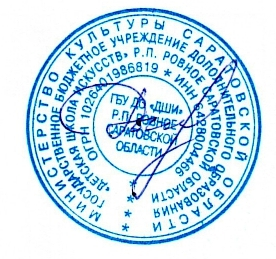 МИНИСТЕРСТВО КУЛЬТУРЫ САРАТОВСКОЙ ОБЛАСТИ
ГОСУДАРСТВЕННОЕ БЮДЖЕТНОЕ УЧРЕЖДЕНИЕ ДОПОЛНИТЕЛЬНОГО ОБРАЗОВАНИЯ
"ДЕТСКАЯ ШКОЛА ИСКУССТВ» Р.П. РОВНОЕ САРАТОВСКОЙ ОБЛАСТИ
ОГРН 1026401986819 * ИНН
ГБУ ДО «ДШИ»
Р.П. РОВНОЕ
САРАТОВСКОЙ
ОБЛАСТИ